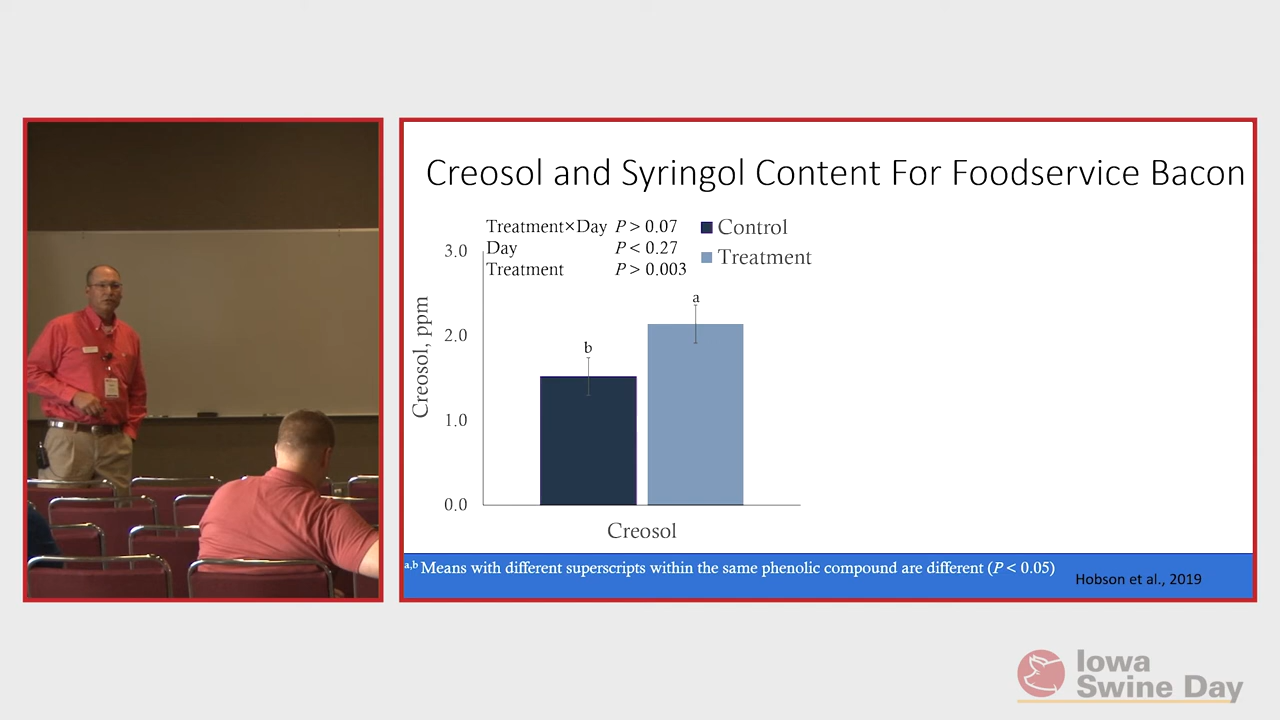 Creosol and Syringol Content For Foodservice Bacon
Treatment×Day P > 0.07
Day P < 0.27
Treatment P > 0.003
Control
Treatment
3.0
2.0
1.0
0.0
Creosol, ppm
b
a
Creosol
a,b Means with different superscripts within the same phenolic compound are different (P < 0.05)
Hobson et al., 2019
Iowa
Swine Day